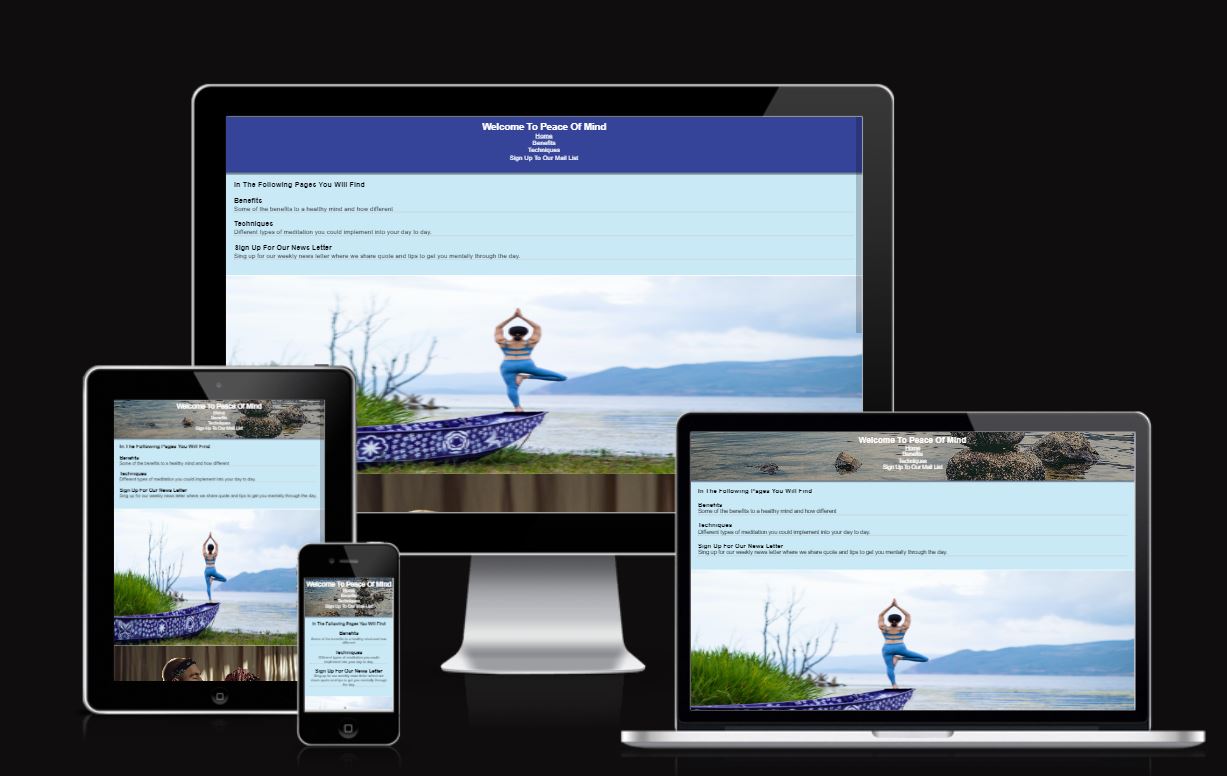 Welcome To Peace Of Mind
Home
Benefits
Techniques
Sign Up To Our Mail List
In The Following Pages You Will Find
Benefits
Some of the benefits to a healthy mind and how different
Techniques
Different types of meditation you could implement into your day to day.
Sign Up For Our News Letter
Sing up for our weekly news letter where we share quote and tips to get you mentally through the day.
Welcome To Peace Of Mind
Home
Benefits
Techniques
Sign Up To Our Mail List
In The Following Pages You Will Find
Benefits
Some of the benefits to a healthy mind and how different
Techniques
Different types of meditation you could implement into your day to day.
Sign Up For Our News Letter
Sing up for our weekly news letter where we share quote and tips to get you mentally through the day.
Welcome To Peace Of Mind
Home
Benefits
Techniques
Sign Up To Our Mail List
In The Following Pages You Will Find
Benefits
Some of the benefits to a healthy mind and how
different
Techniques
Different types of meditation you could
implement into your day to day.
Sign Up For Our News Letter
Sing up for our weekly news letter where we
share quote and tips to get you mentally through
the day.
Welcome To Peace Of Mind
Home
Benefits
Techniques
Sign Up To Our Mail List
In The Following Pages You Will Find
Benefits
Some of the benefits to a healthy mind and how different
Techniques
Different types of meditation you could implement into your day to day.
Sign Up For Our News Letter
Sing up for our weekly news letter where we share quote and tips to get you mentally through the day.